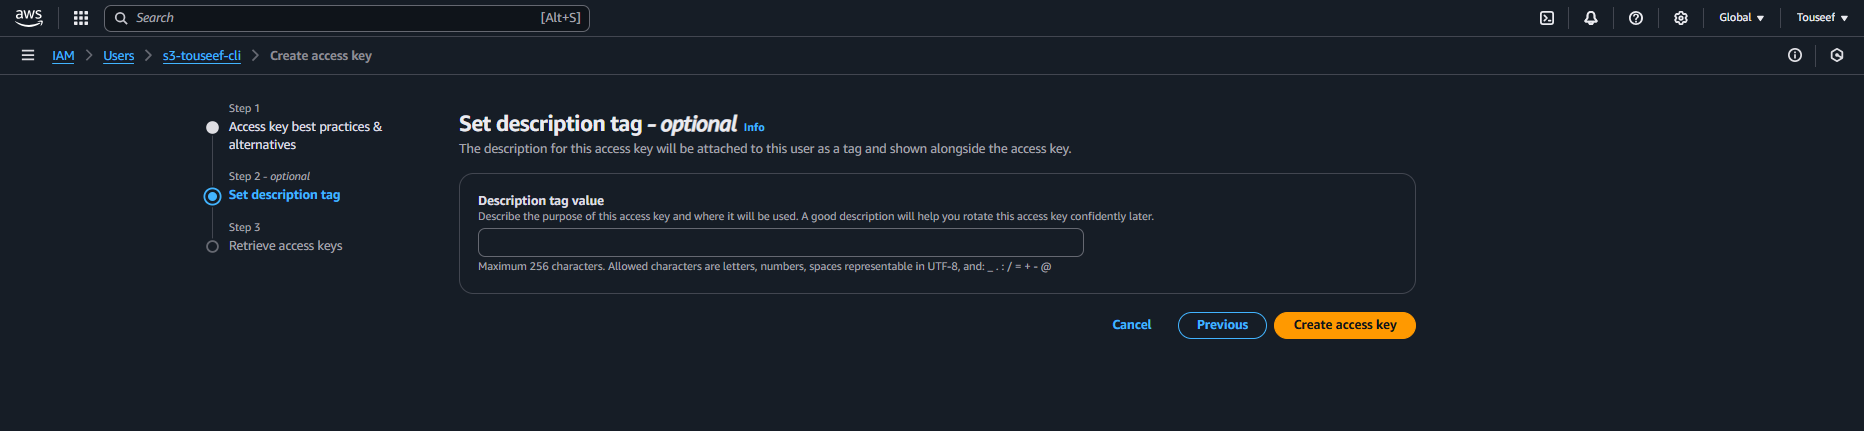 aws
Search
[Alt+S]
Global
Touseef
IAM
Users
s3-touseef-cli
Create access key
Step 1
Access key best practices &
alternatives
Step 2 - optional
Set description tag
Step 3
Retrieve access keys
Set description tag - optional Info
The description for this access key will be attached to this user as a tag and shown alongside the access key.
Description tag value
Describe the purpose of this access key and where it will be used. A good description will help you rotate this access key confidently later.
Maximum 256 characters. Allowed characters are letters, numbers, spaces representable in UTF-8, and: _ . : / = + - @
Cancel
Previous
Create access key